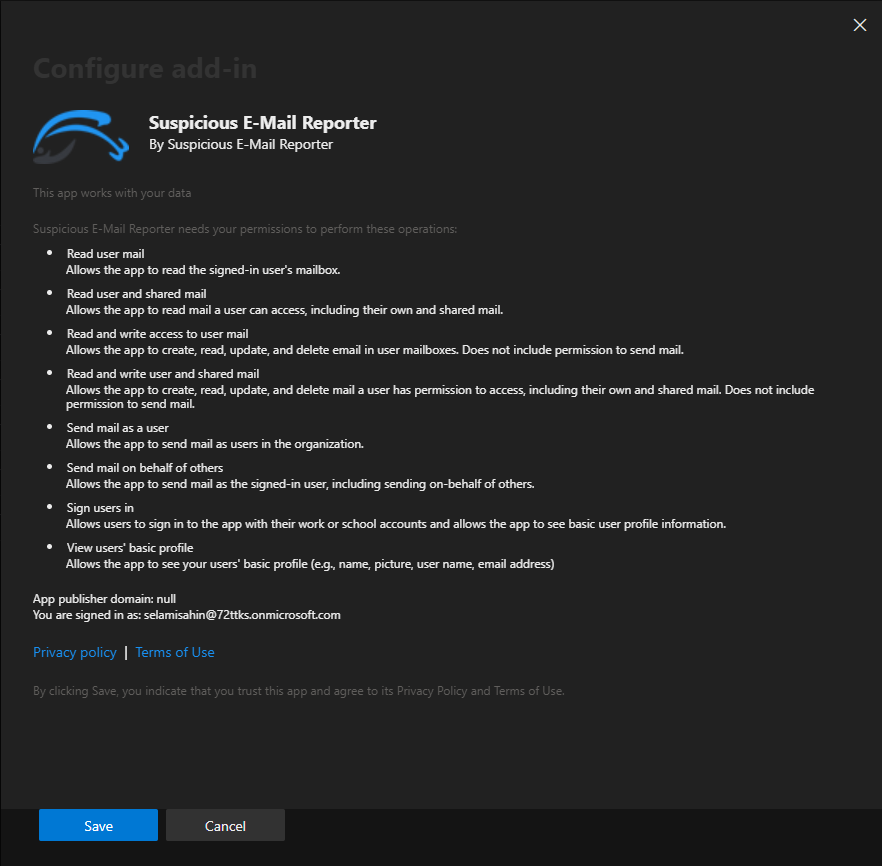 Configure add-in
Suspicious E-Mail Reporter
By Suspicious E-Mail Reporter
This app works with your data
Suspicious E-Mail Reporter needs your permissions to perform these operations:
• Read user mail
Allows the app to read the signed-in user's mailbox.
• Read user and shared mail
Allows the app to read mail a user can access, including their own and shared mail.
• Read and write access to user mail
Allows the app to create, read, update, and delete email in user mailboxes. Does not include permission to send mail.
• Read and write user and shared mail
Allows the app to create, read, update, and delete mail a user has permission to access, including their own and shared mail. Does not include
permission to send mail.
• Send mail as a user
Allows the app to send mail as users in the organization.
• Send mail on behalf of others
Allows the app to send mail as the signed-in user, including sending on-behalf of others.
• Sign users in
Allows users to sign in to the app with their work or school accounts and allows the app to see basic user profile information.
• View users' basic profile
Allows the app to see your users' basic profile (e.g., name, picture, user name, email address)
App publisher domain: null
You are signed in as: selamisahin@72ttks.onmicrosoft.com
Privacy policy | Terms of Use
By clicking Save, you indicate that you trust this app and agree to its Privacy Policy and Terms of Use.
Save Cancel